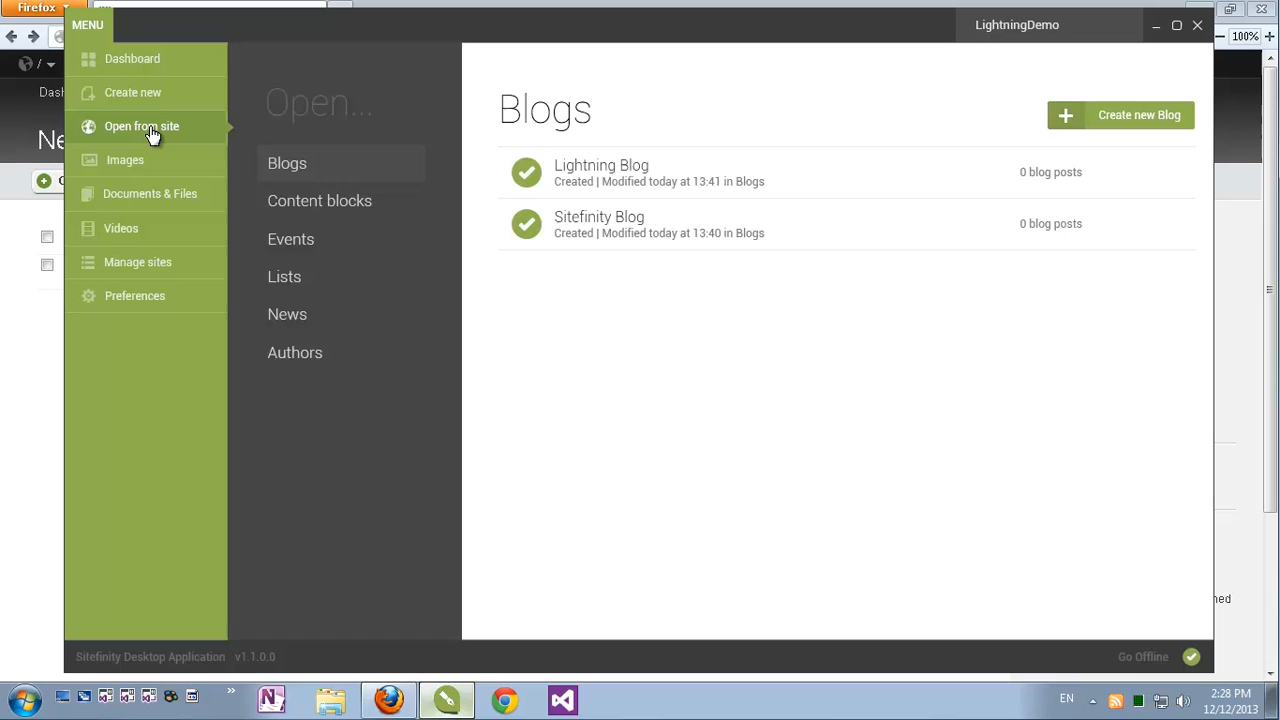 Firefox
MENU
LightningDemo
100%
Dashboard
Create new
Open from site
Images
Documents & Files
Videos
Manage sites
Preferences
Open...
Blogs
Content blocks
Events
Lists
News
Authors
Blogs
Create new Blog
Lightning Blog
Created | Modified today at 13:41 in Blogs
0 blog posts
Sitefinity Blog
Created | Modified today at 13:40 in Blogs
0 blog posts
Sitefinity Desktop Application v1.1.0.0
Go Offline
EN
2:28 PM
12/12/2013